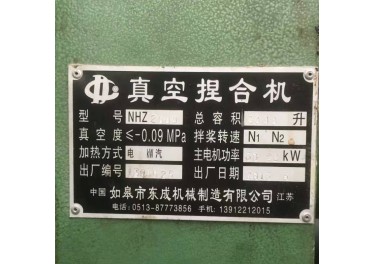 真空捏合机
型号 NHZ 总容积 升
真空度 ≤-0.09MPa 拌桨转速 N₁ N₂
加热方式 电 汽 主电机功率 kW
出厂编号 出厂日期
中国 如皋市东成机械制造有限公司 江苏
电话:0513-87773856 手机:13912212015